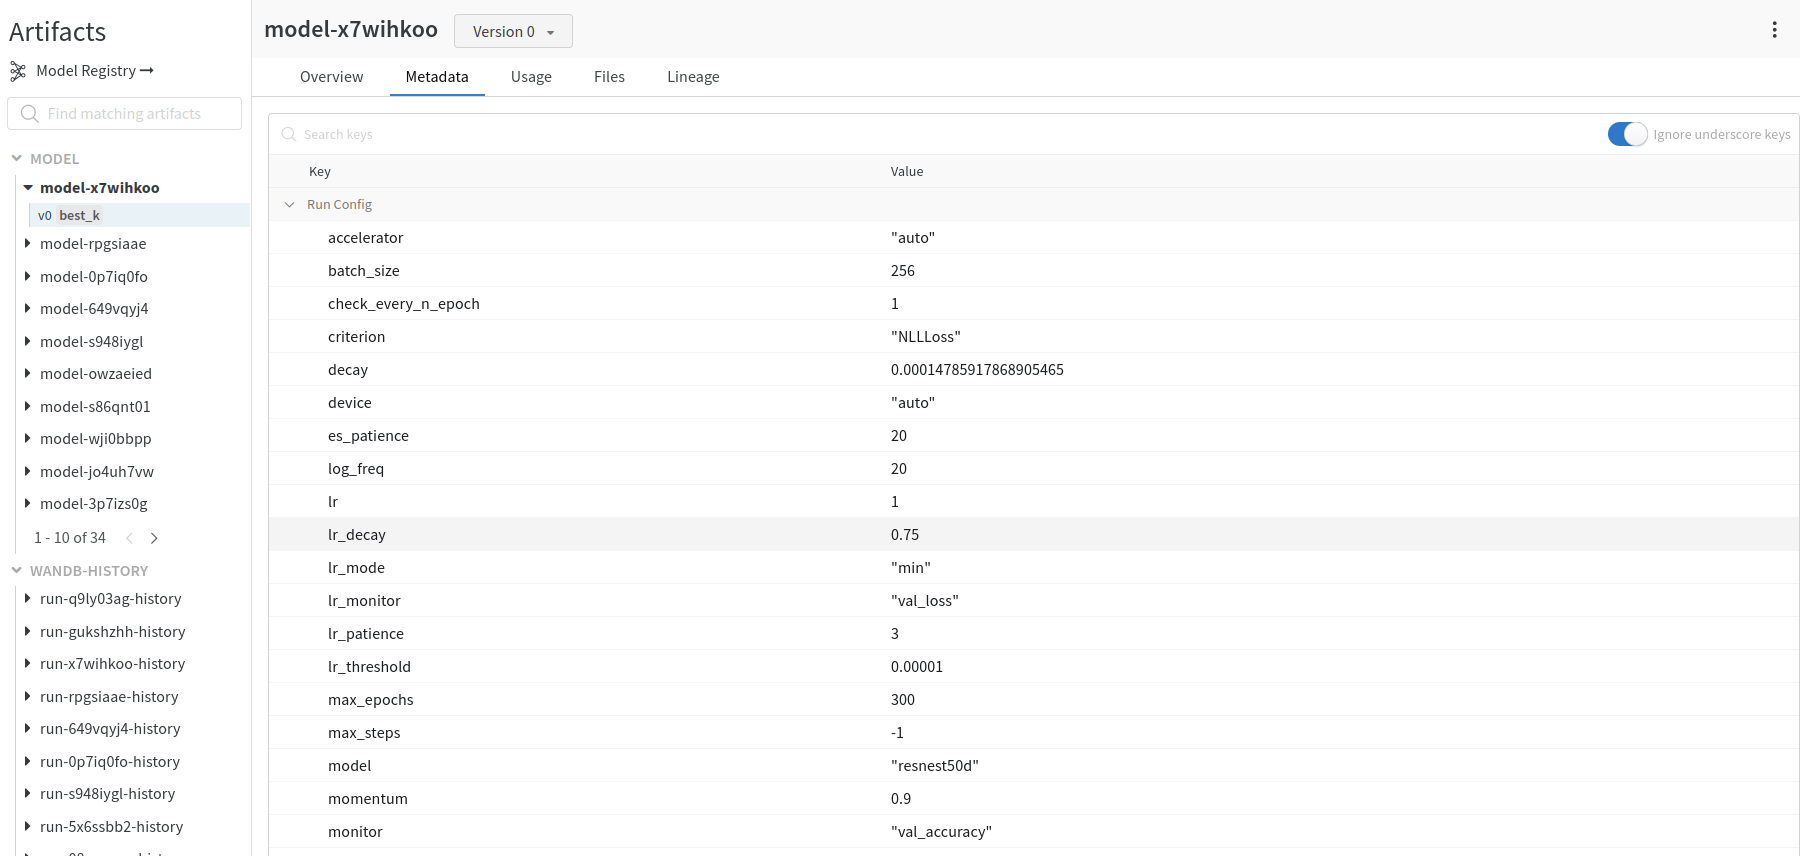 Artifacts
Model Registry
Find matching artifacts
MODEL
model-x7wihkoo
v0 best_k
model-rpgsiaae
model-0p7iq0fo
model-649vqyj4
model-s948iygl
model-owzaeied
model-s86qnt01
model-wji0bbpp
model-jo4uh7vw
model-3p7izs0g
1 - 10 of 34
WANDB-HISTORY
run-q9ly03ag-history
run-gukshzhh-history
run-x7wihkoo-history
run-rpgsiaae-history
run-649vqyj4-history
run-0p7iq0fo-history
run-s948iygl-history
run-5x6ssbb2-history
model-x7wihkoo Version 0
Overview Metadata Usage Files Lineage
Search keys Ignore underscore keys
Key Value
Run Config
accelerator "auto"
batch_size 256
check_every_n_epoch 1
criterion "NLLLoss"
decay 0.00014785917868905465
device "auto"
es_patience 20
log_freq 20
lr 1
lr_decay 0.75
lr_mode "min"
lr_monitor "val_loss"
lr_patience 3
lr_threshold 0.00001
max_epochs 300
max_steps -1
model "resnest50d"
momentum 0.9
monitor "val_accuracy"